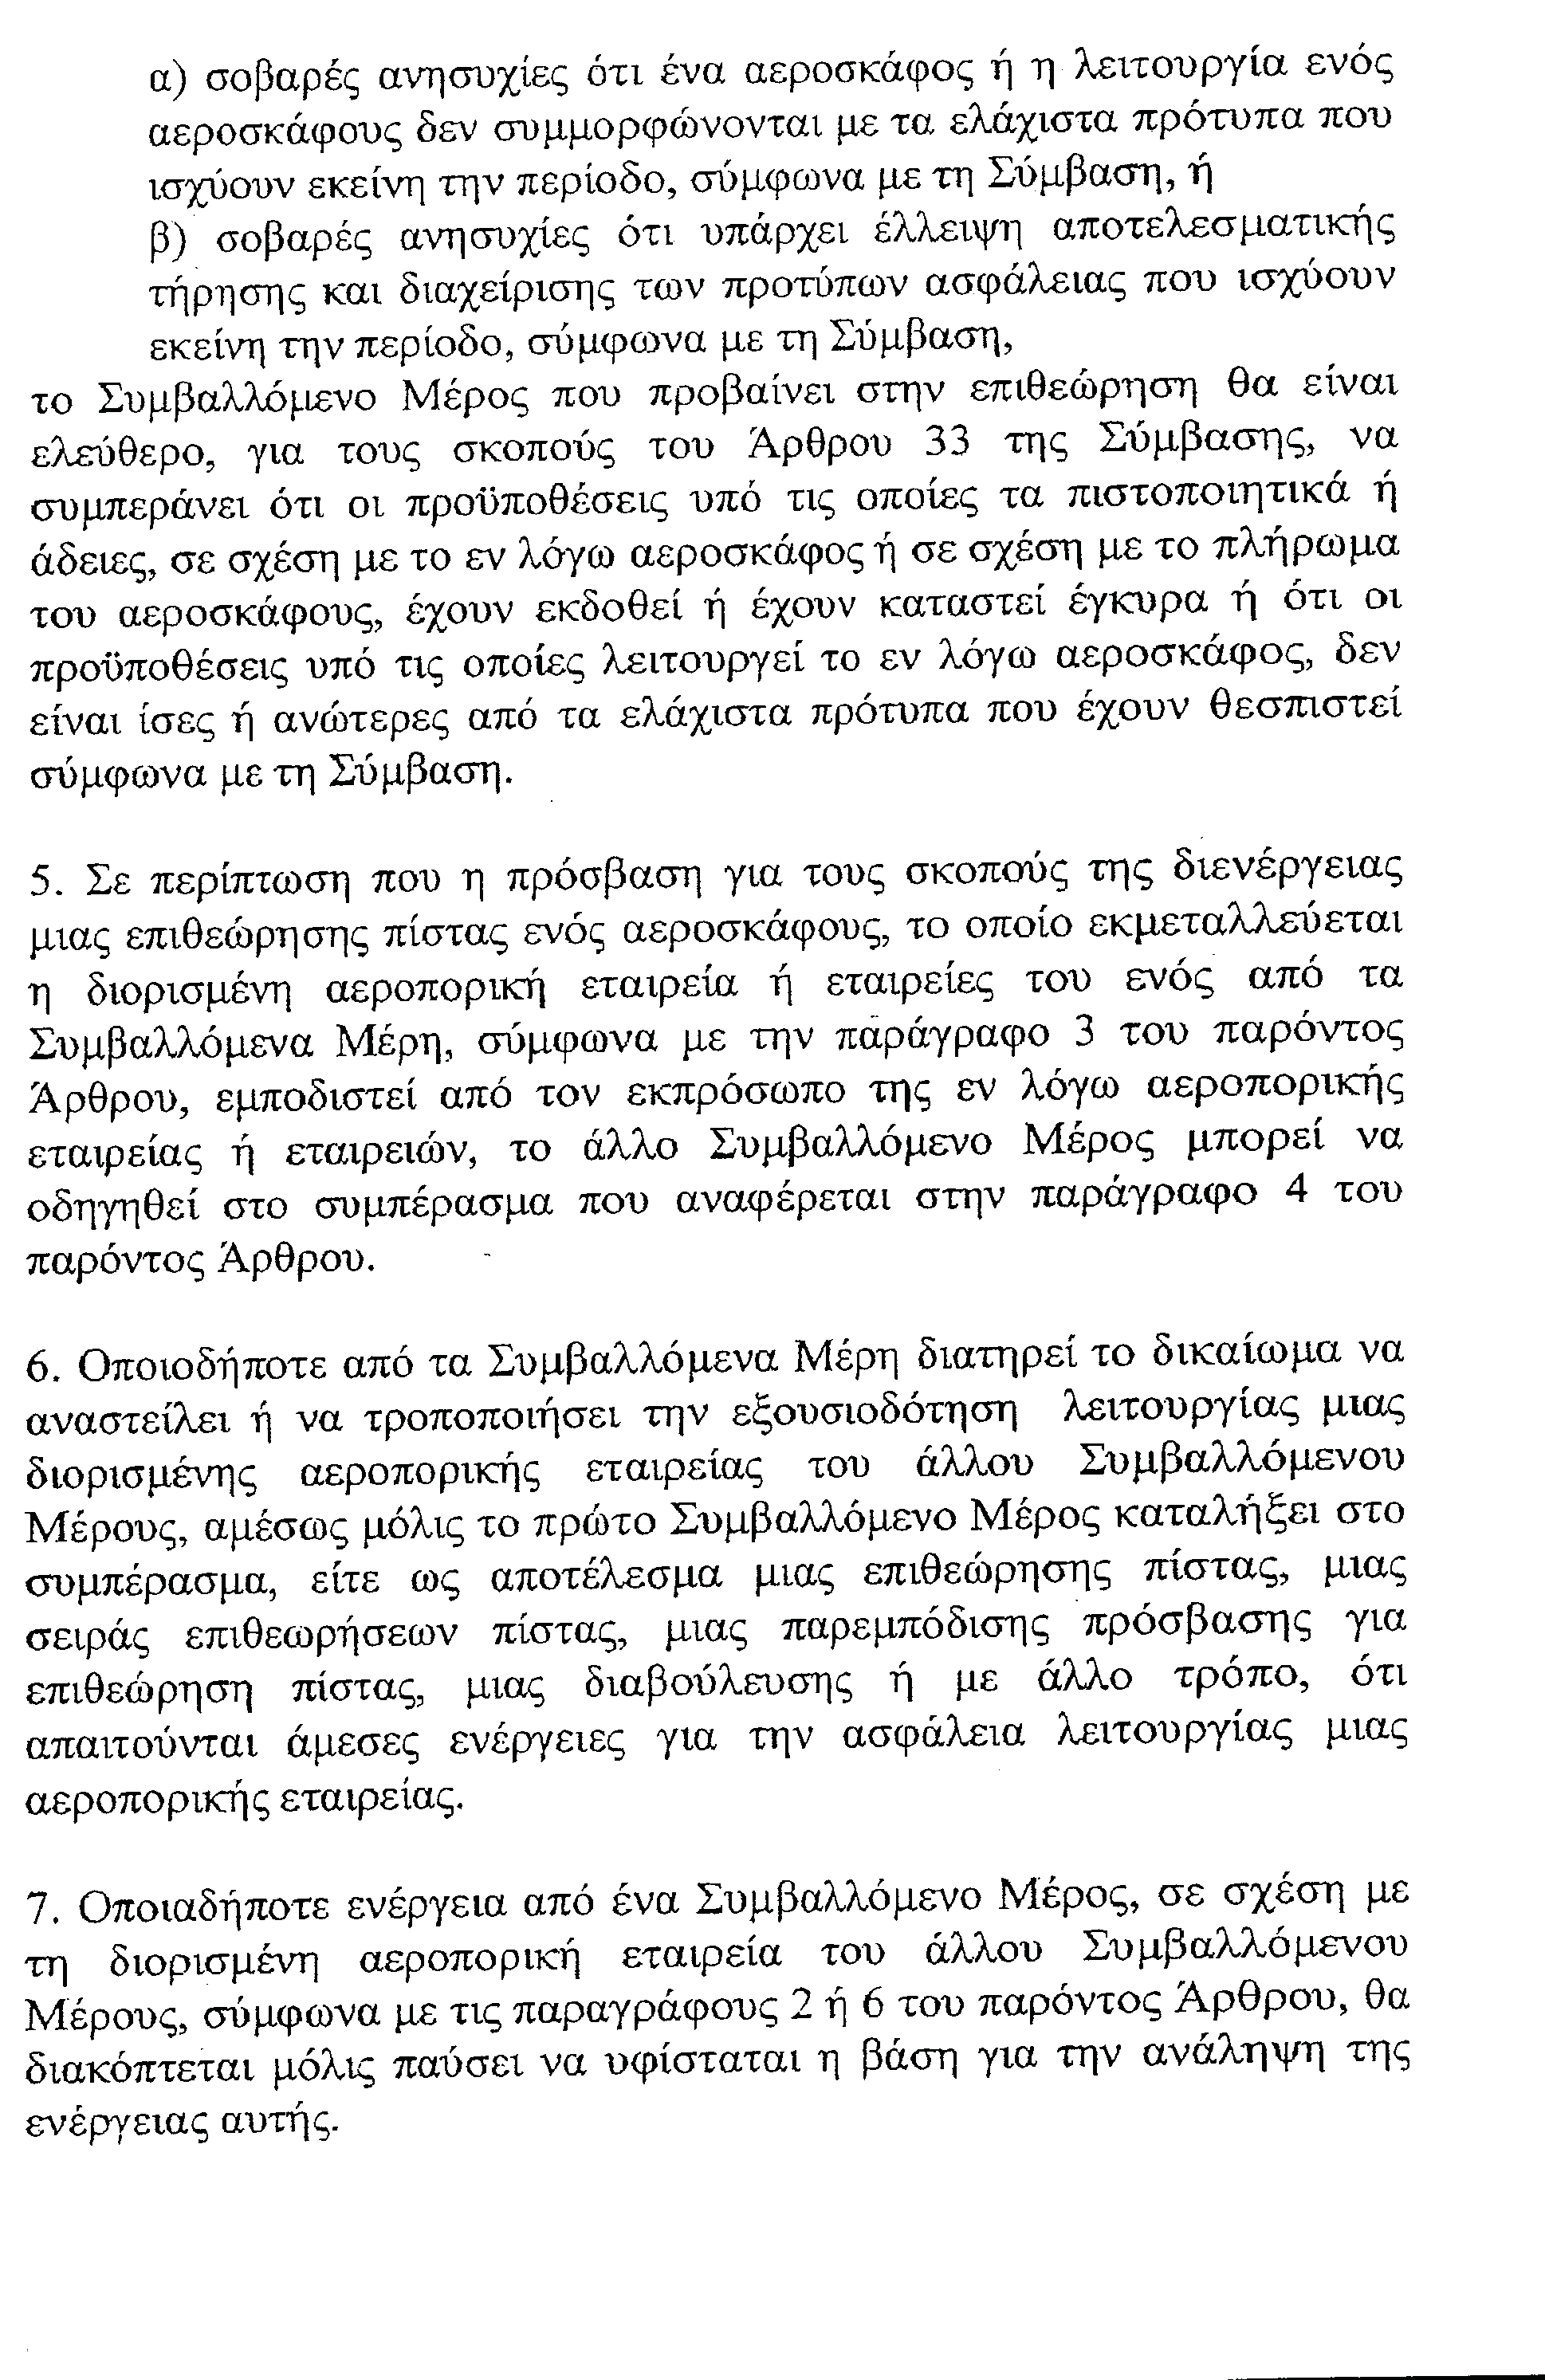 α) σοβαρές ανησυχίες ότι ένα αεροσκάφος ή η λειτουργία ενός
αεροσκάφους δεν συμμορφώνονται με τα ελάχιστα πρότυπα που
ισχύουν εκείνη την περίοδο, σύμφωνα με τη Σύμβαση, ή
β) σοβαρές ανησυχίες ότι υπάρχει έλλειψη αποτελεσματικής
τήρησης και διαχείρισης των προτύπων ασφάλειας που ισχύουν
εκείνη την περίοδο, σύμφωνα με τη Σύμβαση,
το Συμβαλλόμενο Μέρος που προβαίνει στην επιθεώρηση θα είναι
ελεύθερο, για τους σκοπούς του Άρθρου 33 της Σύμβασης, να
συμπεράνει ότι οι προϋποθέσεις υπό τις οποίες τα πιστοποιητικά ή
άδειες, σε σχέση με το εν λόγω αεροσκάφος ή σε σχέση με το πλήρωμα
του αεροσκάφους, έχουν εκδοθεί ή έχουν καταστεί έγκυρα ή ότι οι
προϋποθέσεις υπό τις οποίες λειτουργεί το εν λόγω αεροσκάφος, δεν
είναι ίσες ή ανώτερες από τα ελάχιστα πρότυπα που έχουν θεσπιστεί
σύμφωνα με τη Σύμβαση.
5. Σε περίπτωση που η πρόσβαση για τους σκοπούς της διενέργειας
μιας επιθεώρησης πίστας ενός αεροσκάφους, το οποίο εκμεταλλεύεται
η διορισμένη αεροπορική εταιρεία ή εταιρείες του ενός από τα
Συμβαλλόμενα Μέρη, σύμφωνα με την παράγραφο 3 του παρόντος
Άρθρου, εμποδιστεί από τον εκπρόσωπο της εν λόγω αεροπορικής
εταιρείας ή εταιρειών, το άλλο Συμβαλλόμενο Μέρος μπορεί να
οδηγηθεί στο συμπέρασμα που αναφέρεται στην παράγραφο 4 του
παρόντος Άρθρου.
6. Οποιοδήποτε από τα Συμβαλλόμενα Μέρη διατηρεί το δικαίωμα να
αναστείλει ή να τροποποιήσει την εξουσιοδότηση λειτουργίας μιας
διορισμένης αεροπορικής εταιρείας του άλλου Συμβαλλόμενου
Μέρους, αμέσως μόλις το πρώτο Συμβαλλόμενο Μέρος καταλήξει στο
συμπέρασμα, είτε ως αποτέλεσμα μιας επιθεώρησης πίστας, μιας
σειράς επιθεωρήσεων πίστας, μιας παρεμπόδισης πρόσβασης για
επιθεώρηση πίστας, μιας διαβούλευσης ή με άλλο τρόπο, ότι
απαιτούνται άμεσες ενέργειες για την ασφάλεια λειτουργίας μιας
αεροπορικής εταιρείας.
7. Οποιαδήποτε ενέργεια από ένα Συμβαλλόμενο Μέρος, σε σχέση με
τη διορισμένη αεροπορική εταιρεία του άλλου Συμβαλλόμενου
Μέρους, σύμφωνα με τις παραγράφους 2 ή 6 του παρόντος Άρθρου, θα
διακόπτεται μόλις παύσει να υφίσταται η βάση για την ανάληψη της
ενέργειας αυτής.